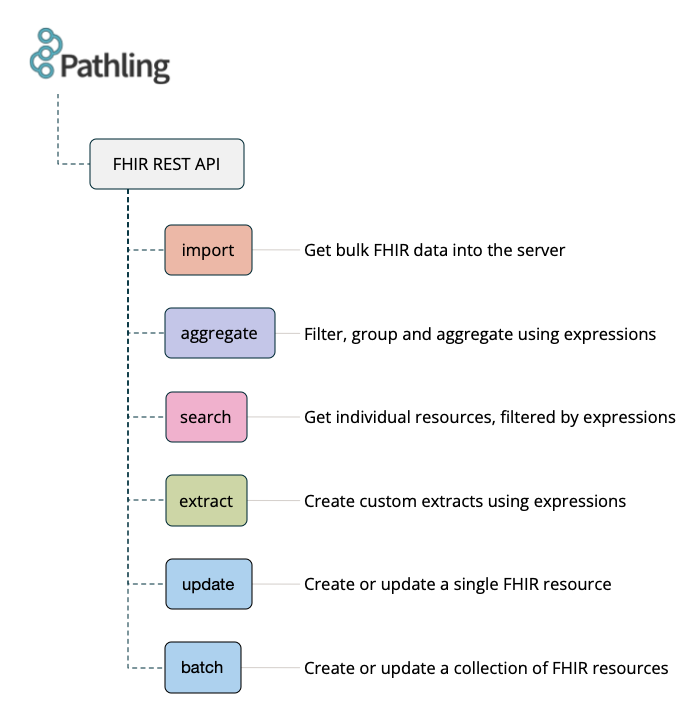 Pathling
FHIR REST API
import
Get bulk FHIR data into the server
aggregate
Filter, group and aggregate using expressions
search
Get individual resources, filtered by expressions
extract
Create custom extracts using expressions
update
Create or update a single FHIR resource
batch
Create or update a collection of FHIR resources